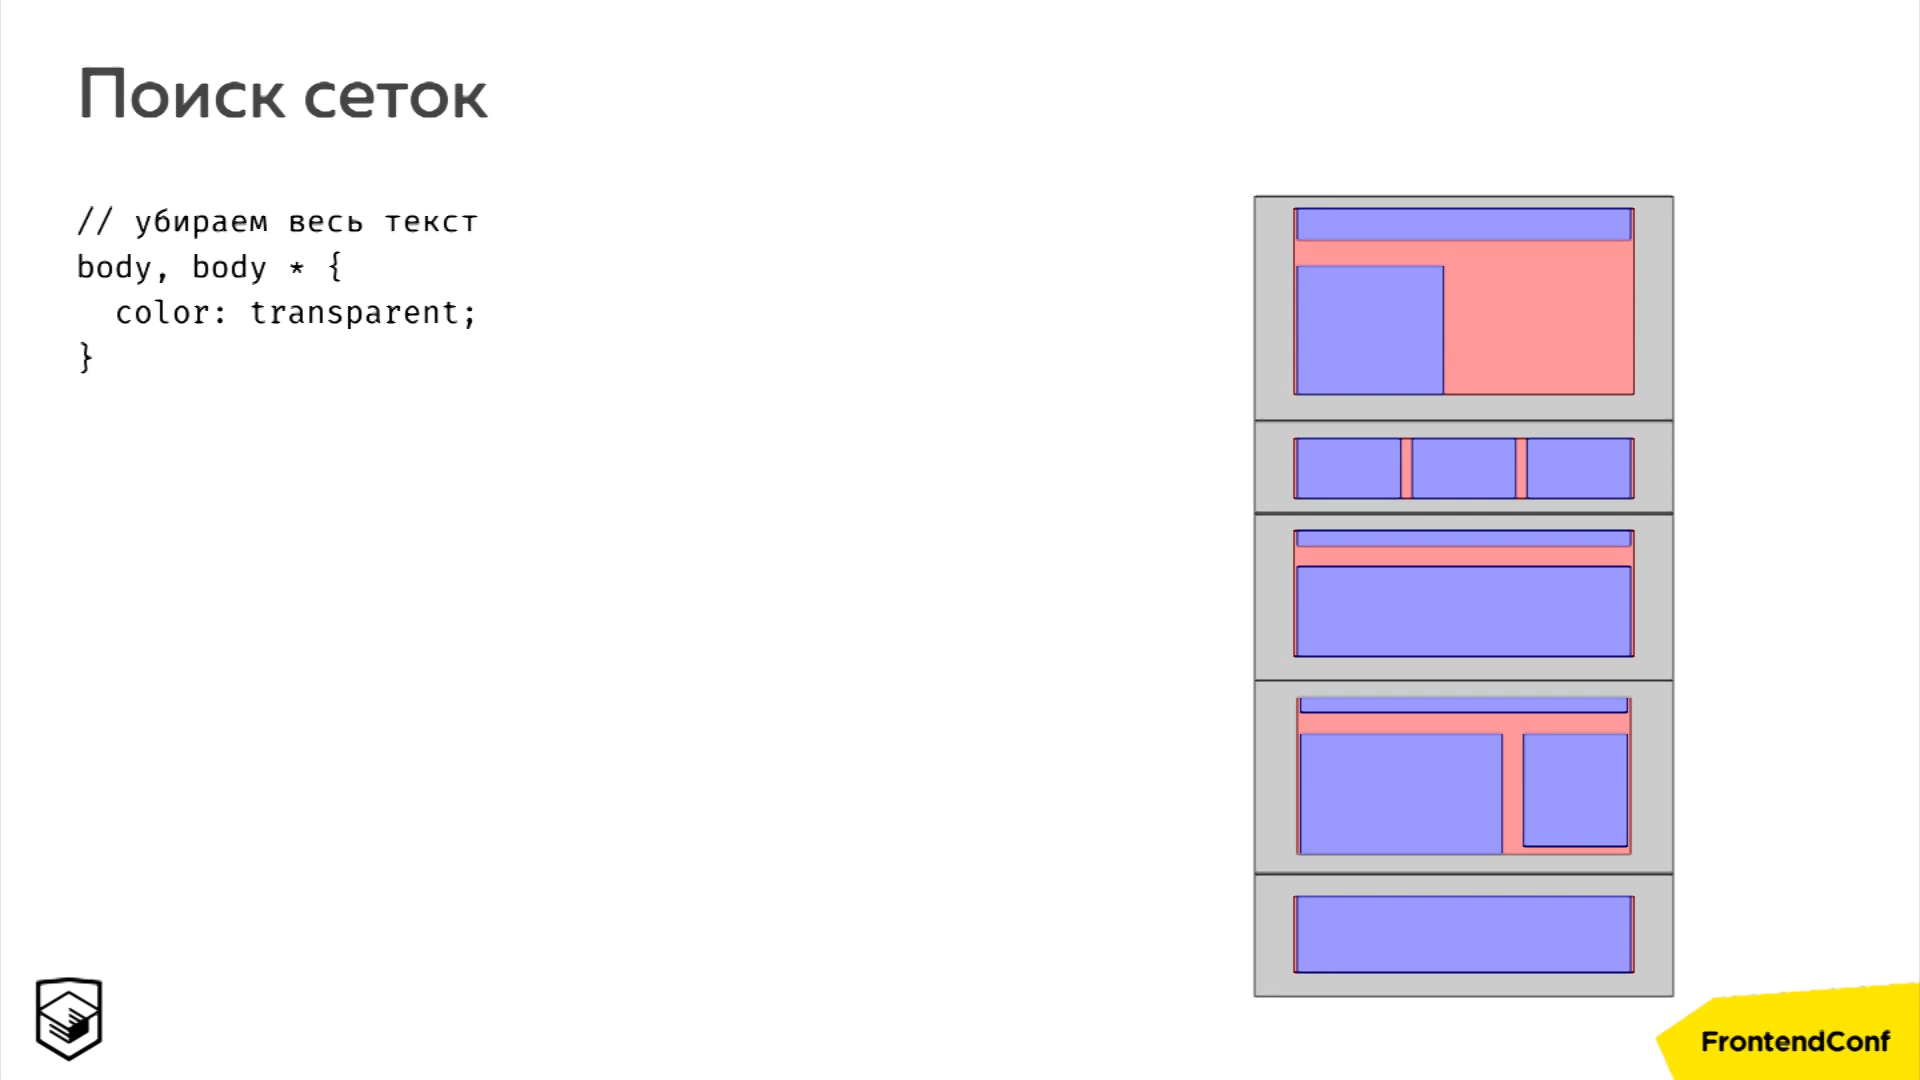 Поиск сеток
// убираем весь текст
body, body * {
  color: transparent;
}
FrontendConf